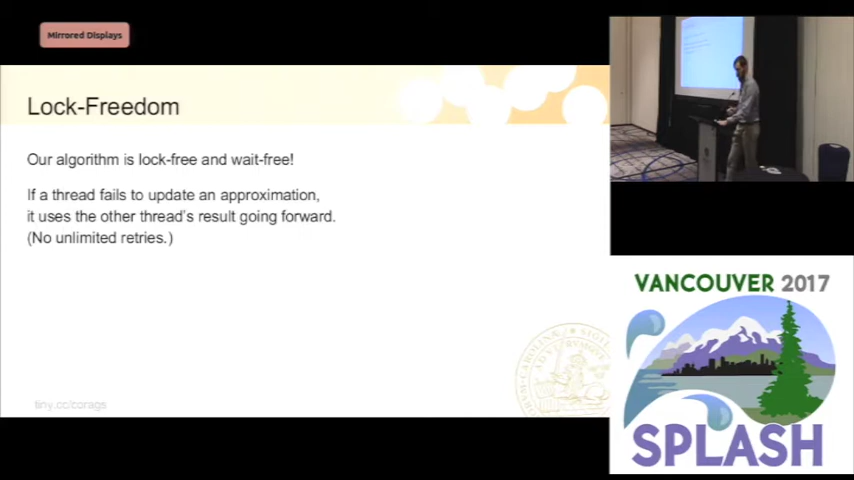 Mirrored Displays
Lock-Freedom
Our algorithm is lock-free and wait-free!
If a thread fails to update an approximation,
it uses the other thread's result going forward.
(No unlimited retries.)
tiny.cc/corags
VANCOUVER 2017
SPLASH